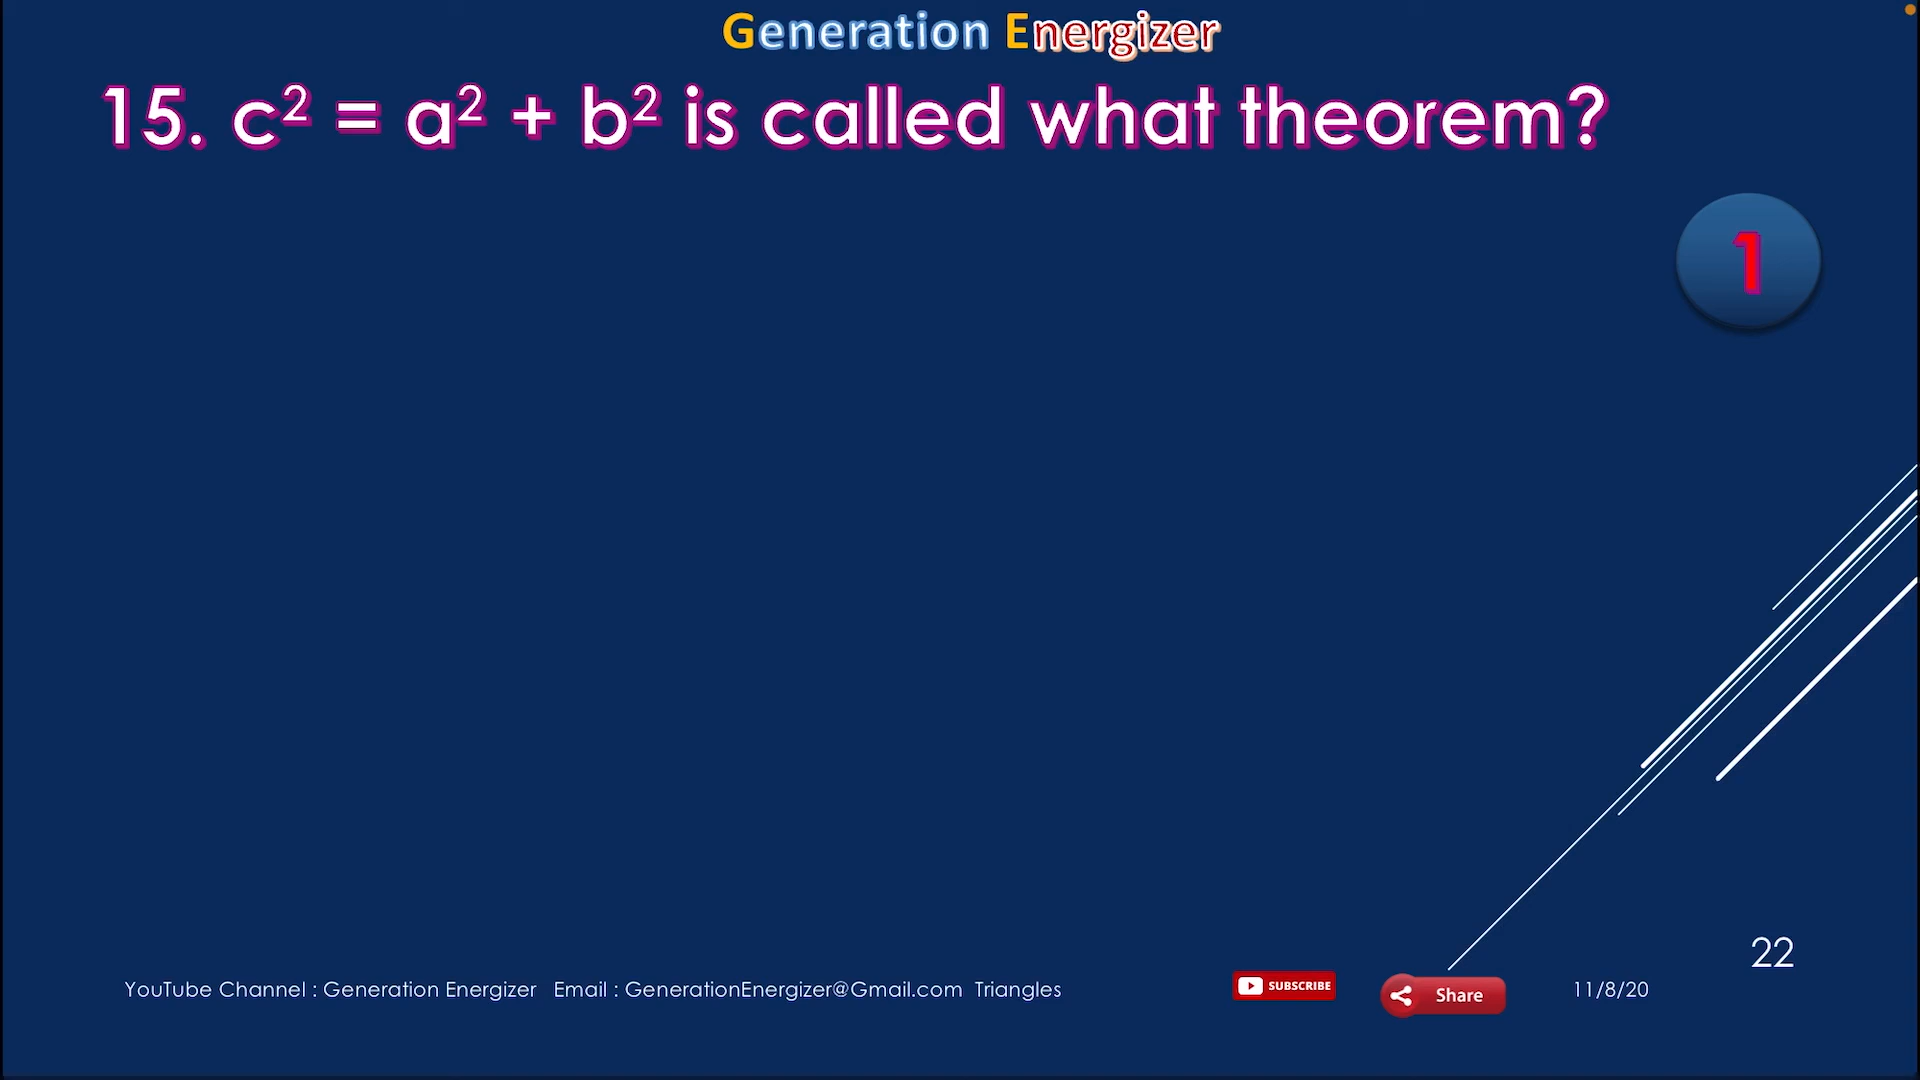 Generation Energizer
15. c² = a² + b² is called what theorem?
1
22
YouTube Channel : Generation Energizer Email : GenerationEnergizer@Gmail.com Triangles
SUBSCRIBE
Share
11/8/20